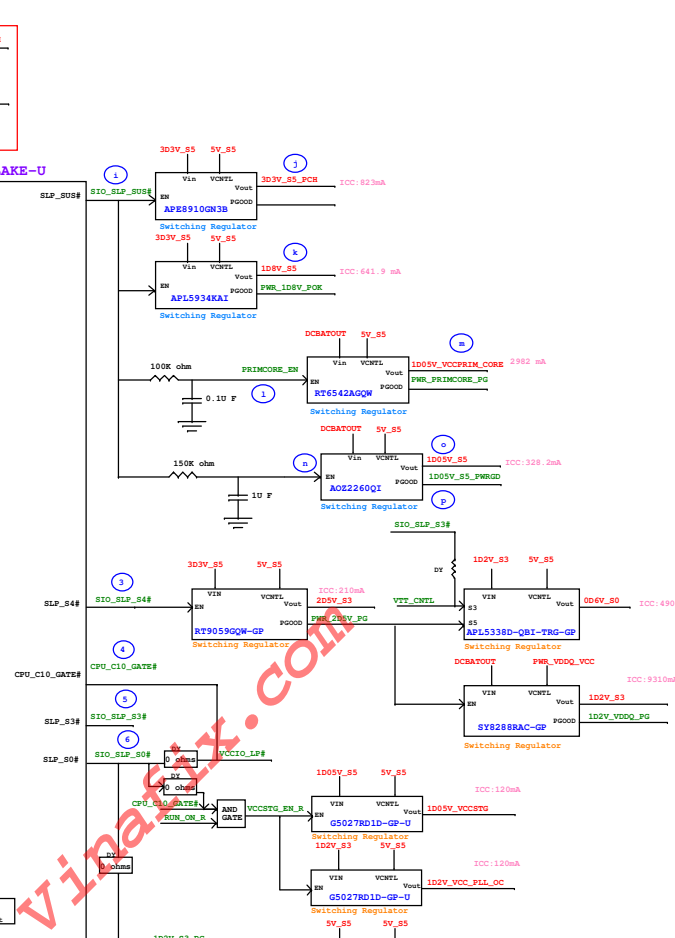 LAKE-U
SLP_SUS#
i
SIO_SLP_SUS#
3D3V_S5 5V_S5
Vin VCNTL
EN
Vout
PGOOD
APE8910GN3B
Switching Regulator
j
3D3V_S5_PCH
ICC:823mA
3D3V_S5 5V_S5
Vin VCNTL
EN
Vout
PGOOD
APL5934KAI
Switching Regulator
k
1D8V_S5
ICC:641.9 mA
PWR_1D8V_POK
100K ohm
0.1U F
PRIMCORE_EN
l
DCBATOUT 5V_S5
Vin VCNTL
EN
Vout
PGOOD
RT6542AGQW
Switching Regulator
m
1D05V_VCCPRIM_CORE
2982 mA
PWR_PRIMCORE_PG
150K ohm
1U F
n
DCBATOUT 5V_S5
Vin VCNTL
EN
Vout
PGOOD
AOZ2260QI
Switching Regulator
o
1D05V_S5
ICC:328.2mA
1D05V_S5_PWRGD
p
SIO_SLP_S3#
DY
VTT_CNTL
SLP_S4#
3
SIO_SLP_S4#
3D3V_S5 5V_S5
VIN VCNTL
EN
Vout
PGOOD
RT9059GQW-GP
Switching Regulator
ICC:210mA
2D5V_S3
PWR_2D5V_PG
1D2V_S3 5V_S5
VIN VCNTL
S3
S5
Vout
APL5338D-QBI-TRG-GP
Switching Regulator
0D6V_S0
ICC:490
DCBATOUT PWR_VDDQ_VCC
VIN VCNTL
EN
Vout
PGOOD
SY8288RAC-GP
Switching Regulator
ICC:9310mA
1D2V_S3
1D2V_VDDQ_PG
4
CPU_C10_GATE#
CPU_C10_GATE#
SLP_S3#
5
SIO_SLP_S3#
SLP_S0#
6
SIO_SLP_S0#
DY
0 ohms
VCCIO_LP#
DY
0 ohms
CPU_C10_GATE#
RUN_ON_R
AND
GATE
VCCSTG_EN_R
1D05V_S5 5V_S5
VIN VCNTL
EN
Vout
G5027RD1D-GP-U
Switching Regulator
ICC:120mA
1D05V_VCCSTG
1D2V_S3 5V_S5
VIN VCNTL
EN
Vout
G5027RD1D-GP-U
Switching Regulator
ICC:120mA
1D2V_VCC_PLL_OC
DY
0 ohms
5V_S5 5V_S5
vinafix.com